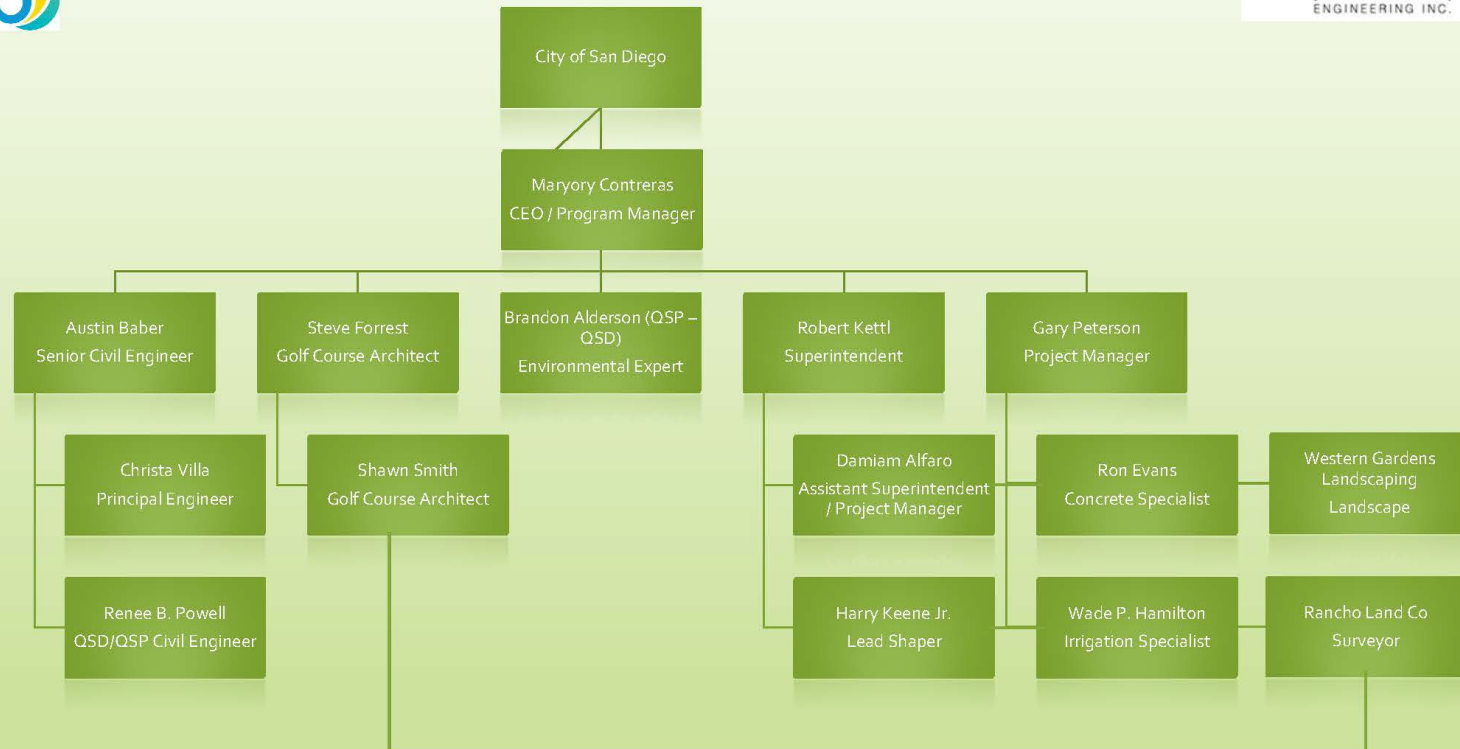 ENGINEERING INC.
City of San Diego
Maryory Contreras
CEO / Program Manager
Austin Baber
Senior Civil Engineer
Steve Forrest
Golf Course Architect
Brandon Alderson (QSP –
QSD)
Environmental Expert
Robert Kettl
Superintendent
Gary Peterson
Project Manager
Christa Villa
Principal Engineer
Shawn Smith
Golf Course Architect
Damiam Alfaro
Assistant Superintendent
/ Project Manager
Ron Evans
Concrete Specialist
Western Gardens
Landscaping
Landscape
Renee B. Powell
QSD/QSP Civil Engineer
Harry Keene Jr.
Lead Shaper
Wade P. Hamilton
Irrigation Specialist
Rancho Land Co
Surveyor